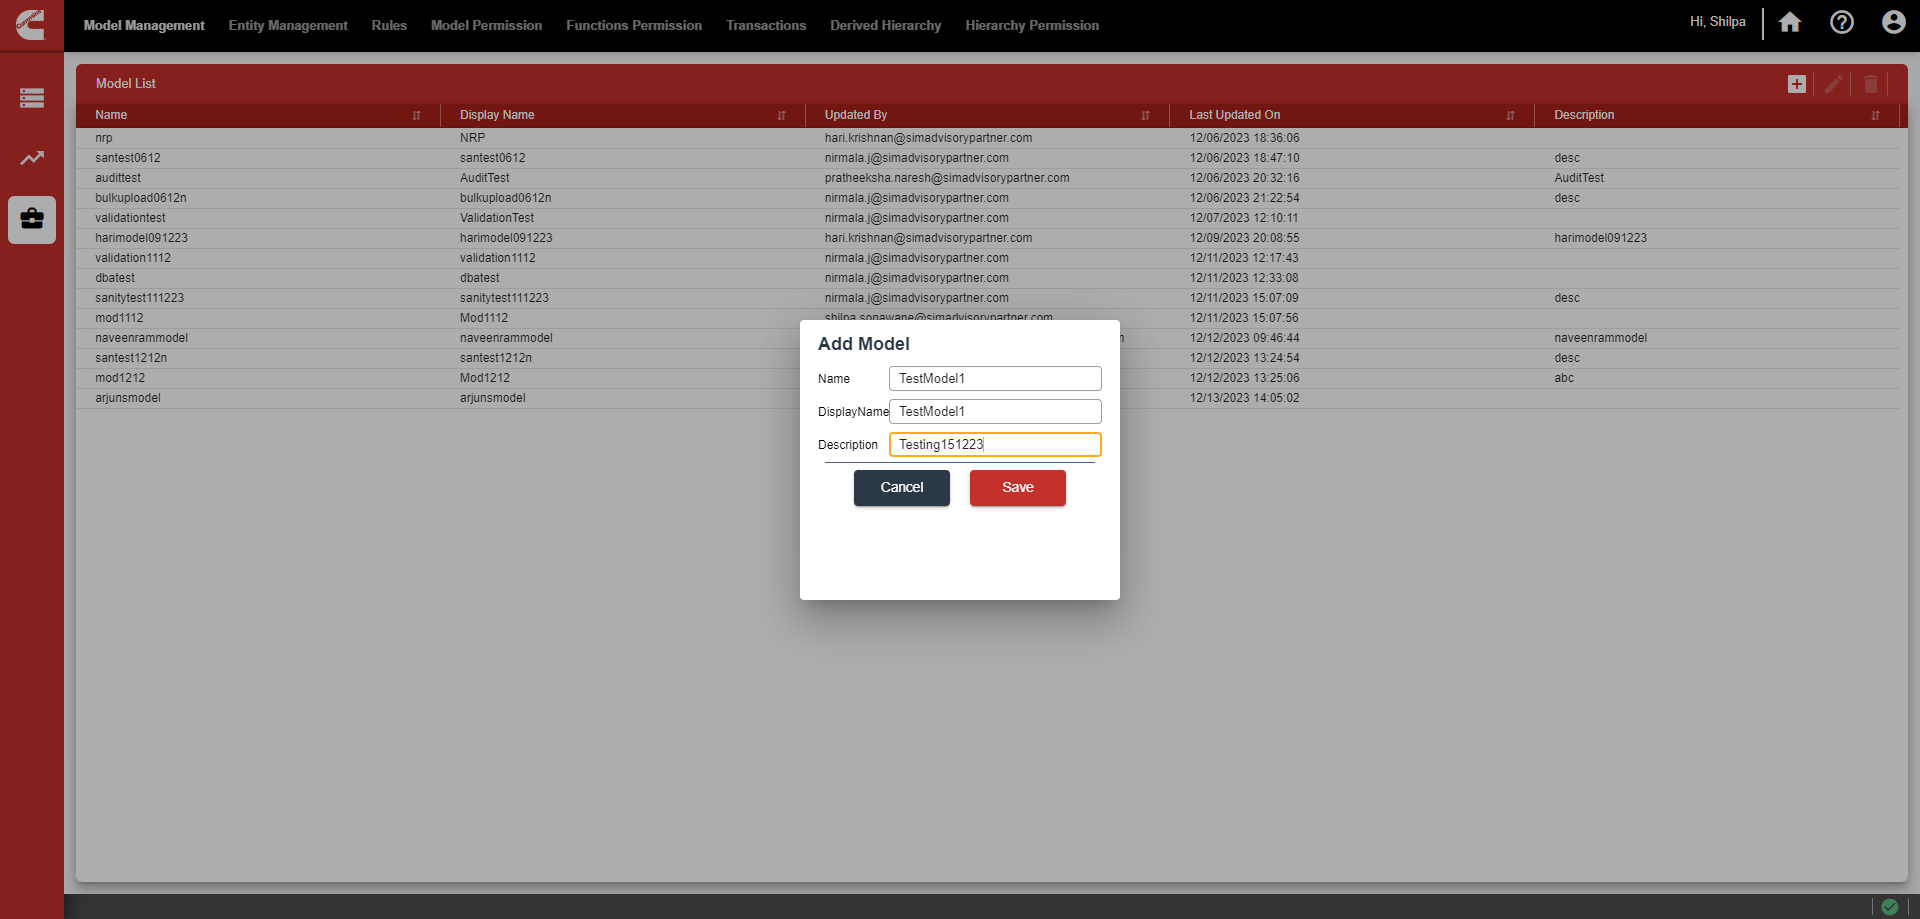 Cummins
Model Management Entity Management Rules Model Permission Functions Permission Transactions Derived Hierarchy Hierarchy Permission Hi, Shilpa
Model List
Name Display Name Updated By Last Updated On Description
nrp NRP hari.krishnan@simadvisorypartner.com 12/06/2023 18:36:06
santest0612 santest0612 nirmala.j@simadvisorypartner.com 12/06/2023 18:47:10 desc
audittest AuditTest pratheeksha.naresh@simadvisorypartner.com 12/06/2023 20:32:16 AuditTest
bulkupload0612n bulkupload0612n nirmala.j@simadvisorypartner.com 12/06/2023 21:22:54 desc
validationtest ValidationTest nirmala.j@simadvisorypartner.com 12/07/2023 12:10:11
harimodel091223 harimodel091223 hari.krishnan@simadvisorypartner.com 12/09/2023 20:08:55 harimodel091223
validation1112 validation1112 nirmala.j@simadvisorypartner.com 12/11/2023 12:17:43
dbatest dbatest nirmala.j@simadvisorypartner.com 12/11/2023 12:33:08
sanitytest111223 sanitytest111223 nirmala.j@simadvisorypartner.com 12/11/2023 15:07:09 desc
mod1112 Mod1112 shilpa.sonawane@simadvisorypartner.com 12/11/2023 15:07:56
naveenrammodel naveenrammodel 12/12/2023 09:46:44 naveenrammodel
santest1212n santest1212n 12/12/2023 13:24:54 desc
mod1212 Mod1212 12/12/2023 13:25:06 abc
arjunsmodel arjunsmodel 12/13/2023 14:05:02
Add Model
Name TestModel1
DisplayName TestModel1
Description Testing151223
Cancel Save